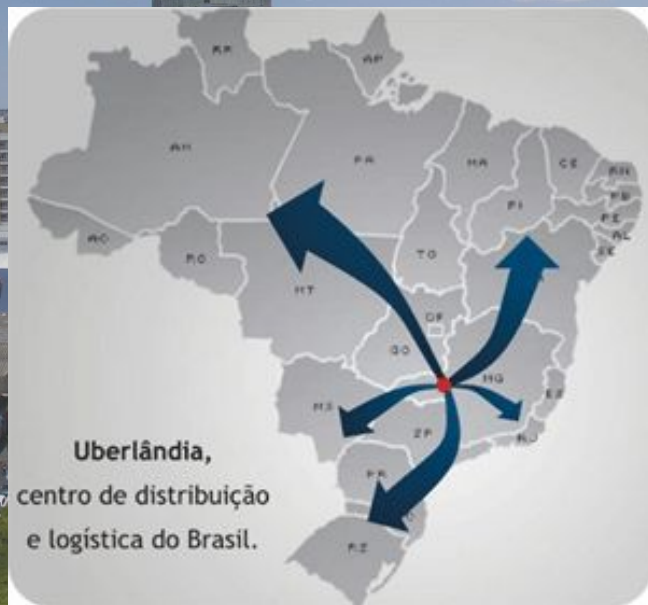 RR
AP
AM
PA
MA
CE
RN
PB
PI
PE
AL
SE
AC
RO
TO
MT
DF
GO
MG
ES
MS
SP
RJ
PR
Uberlândia,
centro de distribuição
e logística do Brasil.
RS